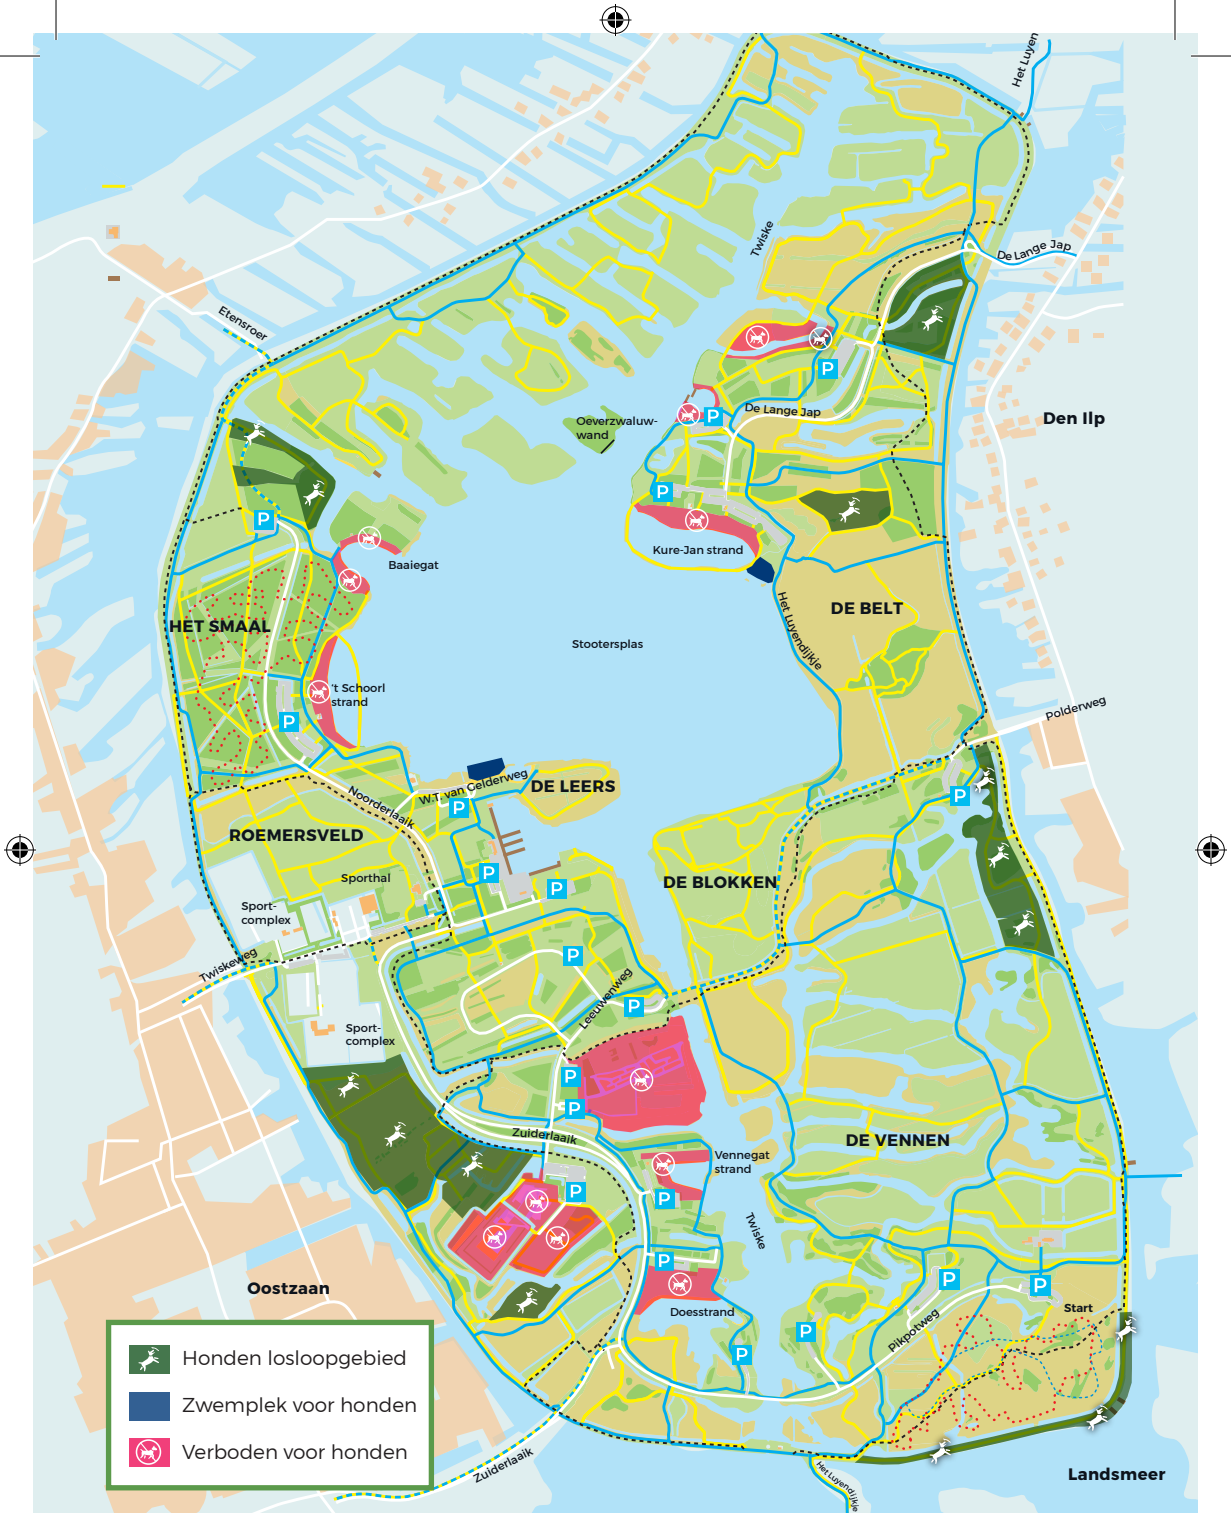 Het Luyen
Twiske
De Lange Jap
Etensroer
P
De Lange Jap
P
Den Ilp
Oeverzwaluw-
wand
P
P
Kure-Jan strand
Baaiegat
HET SMAAL
DE BELT
Het Luyendijkje
Stootersplas
't Schoorl
strand
P
Polderweg
W.T. van Gelderweg
DE LEERS
P
P
Noorderlaaik
ROEMERSVELD
Sporthal
P
P
DE BLOKKEN
Sport-
complex
Twiskeweg
P
Leeuwenweg
P
Sport-
complex
P
P
Zuiderlaaik
DE VENNEN
Vennegat
strand
P
P
Twiske
P
Oostzaan
P
P
Doesstrand
Start
P
Pikpotweg
P
Honden losloopgebied
Zwemplek voor honden
Verboden voor honden
Zuiderlaaik
Het Luyendijkje
Landsmeer